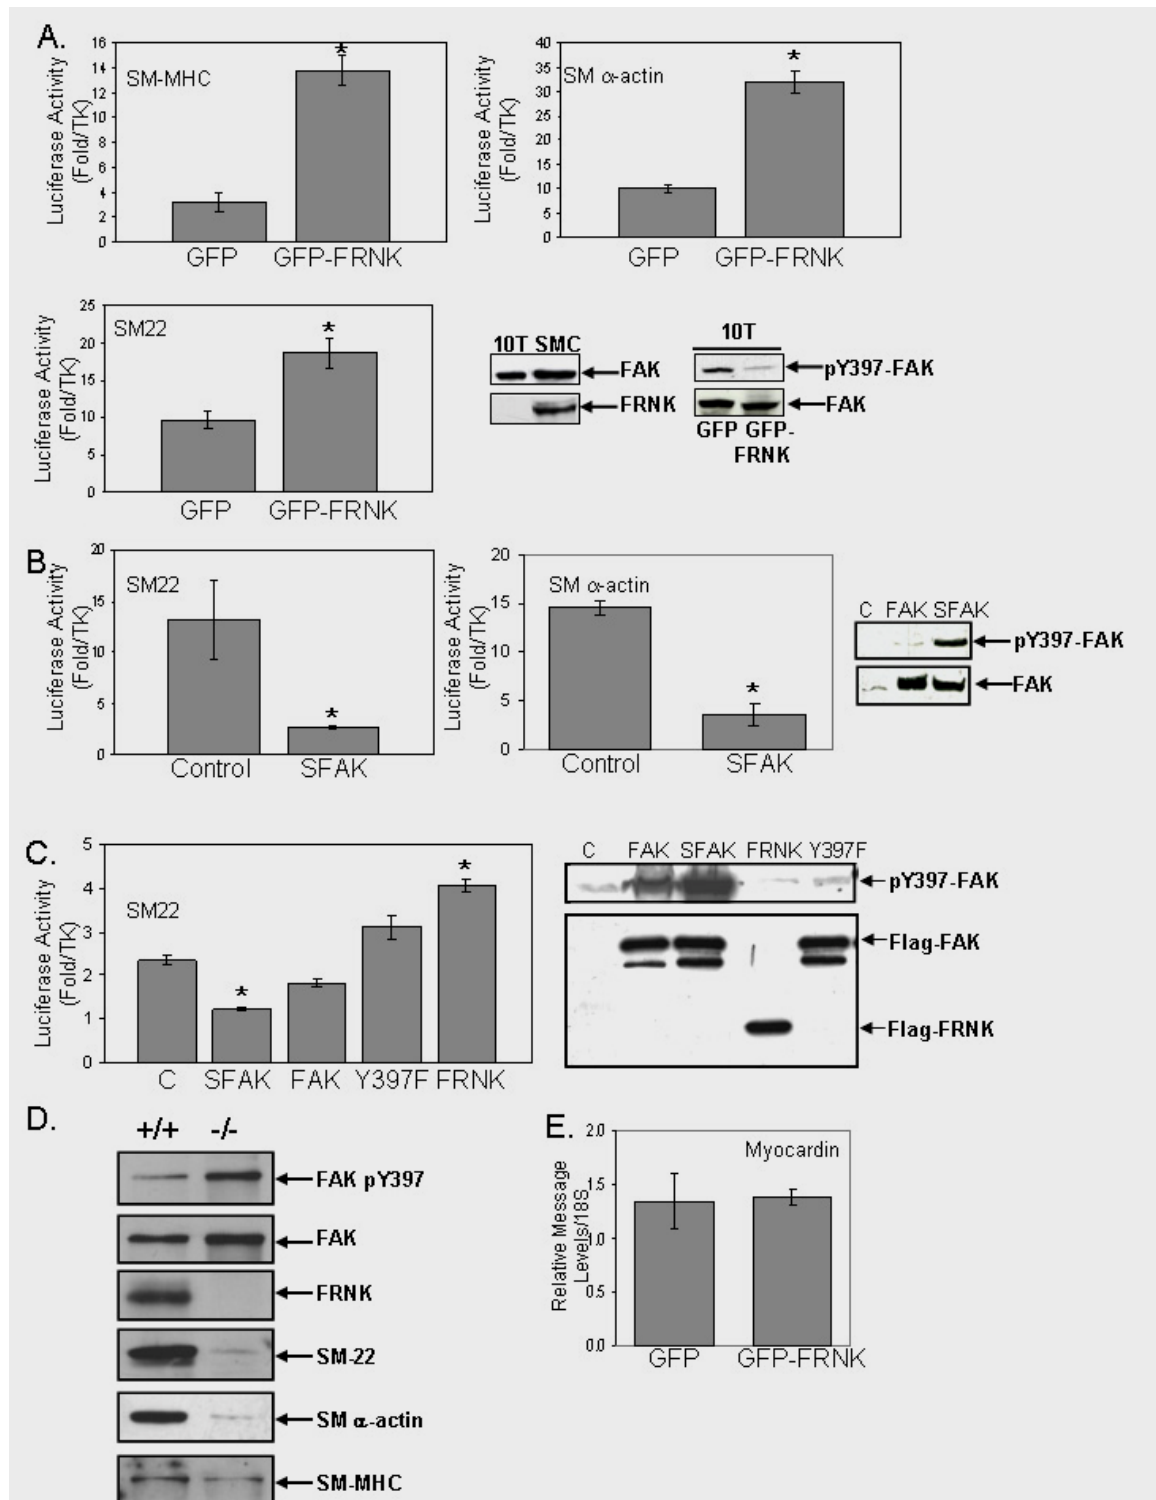 A.
Luciferase Activity
(Fold/TK)
16
14
12
10
8
6
4
2
0
SM-MHC
*
GFP GFP-FRNK
Luciferase Activity
(Fold/TK)
40
35
30
25
20
15
10
5
0
SM α-actin
*
GFP GFP-FRNK
Luciferase Activity
(Fold/TK)
25
20
15
10
5
0
SM22
*
GFP GFP-FRNK
10T SMC
FAK
FRNK
10T
pY397-FAK
FAK
GFP GFP-
FRNK
B.
Luciferase Activity
(Fold/TK)
20
15
10
5
0
SM22
*
Control SFAK
Luciferase Activity
(Fold/TK)
20
15
10
5
0
SM α-actin
*
Control SFAK
C FAK SFAK
pY397-FAK
FAK
C.
Luciferase Activity
(Fold/TK)
5
4
3
2
1
0
SM22
*
*
C SFAK FAK Y397F FRNK
C FAK SFAK FRNK Y397F
pY397-FAK
Flag-FAK
Flag-FRNK
D.
+/+ -/-
FAK pY397
FAK
FRNK
SM-22
SM α-actin
SM-MHC
E.
Relative Message
Levels/18S
2.0
1.5
1.0
0.5
0.0
Myocardin
GFP GFP-FRNK